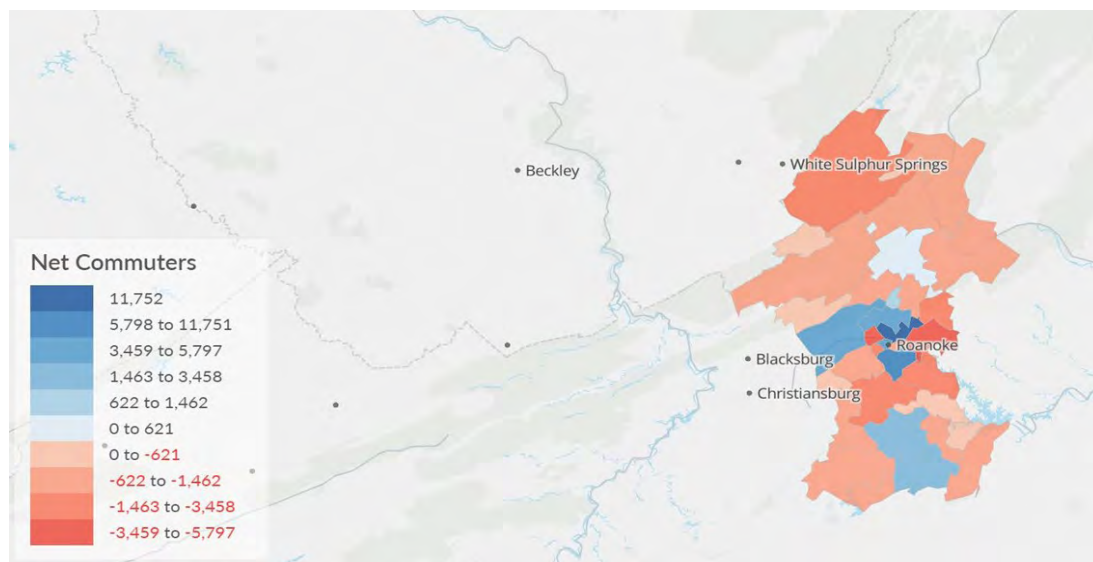 Beckley
White Sulphur Springs
Roanoke
Blacksburg
Christiansburg
Net Commuters
11,752
5,798 to 11,751
3,459 to 5,797
1,463 to 3,458
622 to 1,462
0 to 621
0 to -621
-622 to -1,462
-1,463 to -3,458
-3,459 to -5,797